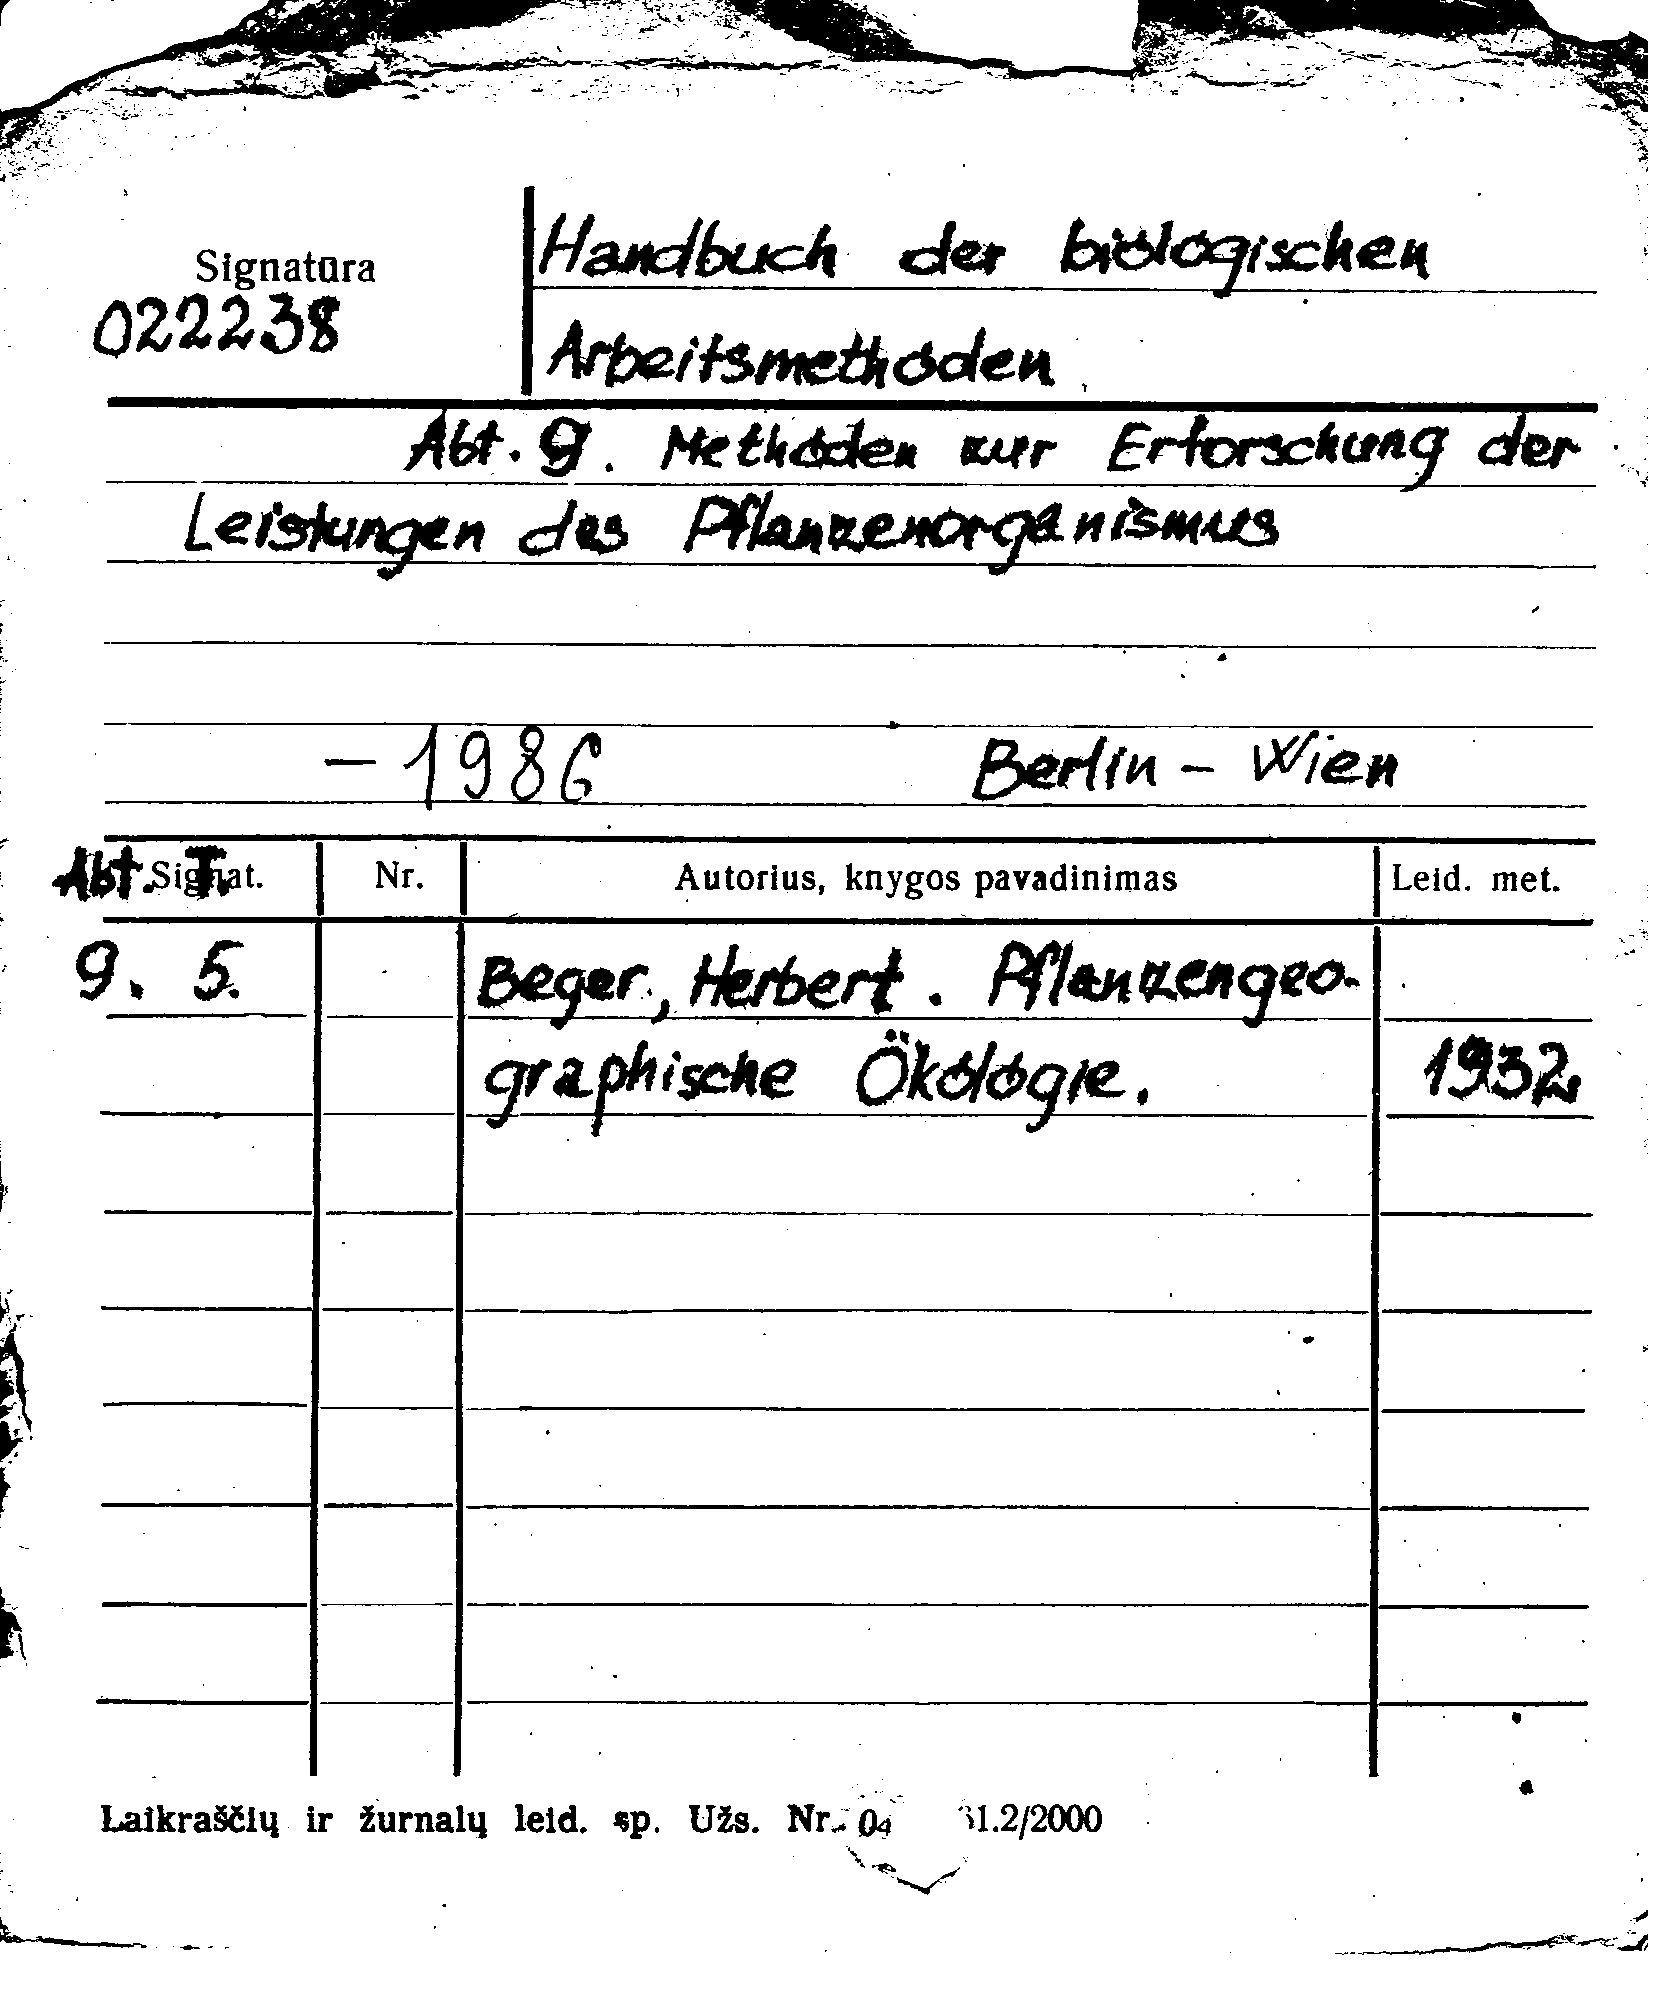 Signatūra
022238
Handbuch der biologischen
Arbeitsmethoden
Abt. 9. Methoden zur Erforschung der
Leistungen des Pflanzenorganismus
- 1986 Berlin - Wien
Abt. T. Signat. Nr. Autorius, knygos pavadinimas Leid. met.
9. 5. Beger, Herbert. Pflanzengeo-
graphische Ökologie. 1932.
Laikraščių ir žurnalų leid. sp. Užs. Nr. 31.2/2000